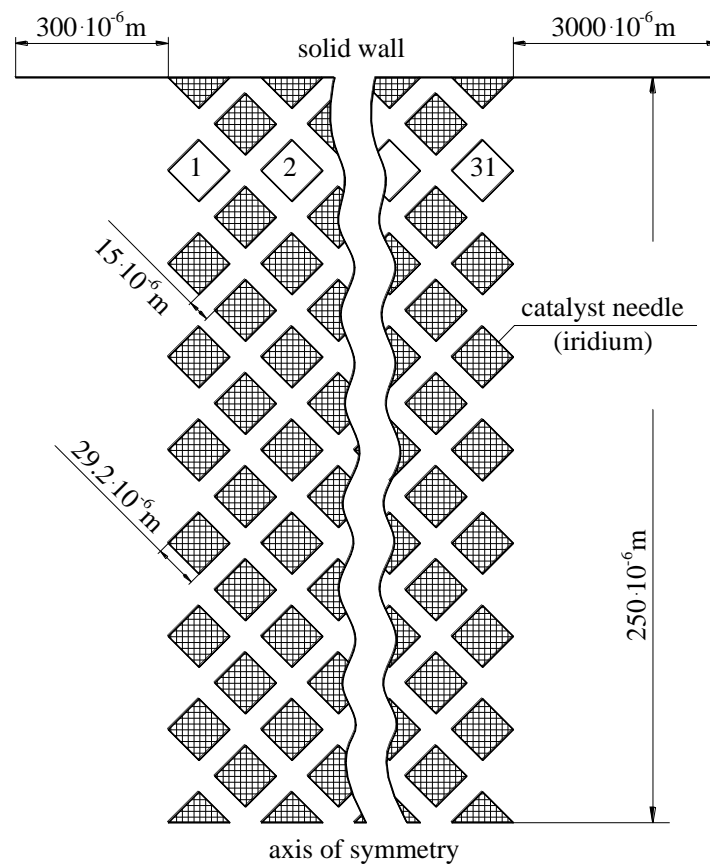 300·10⁻⁶m
3000·10⁻⁶m
solid wall
1
2
31
15·10⁻⁶m
catalyst needle
(iridium)
29.2·10⁻⁶m
250·10⁻⁶m
axis of symmetry